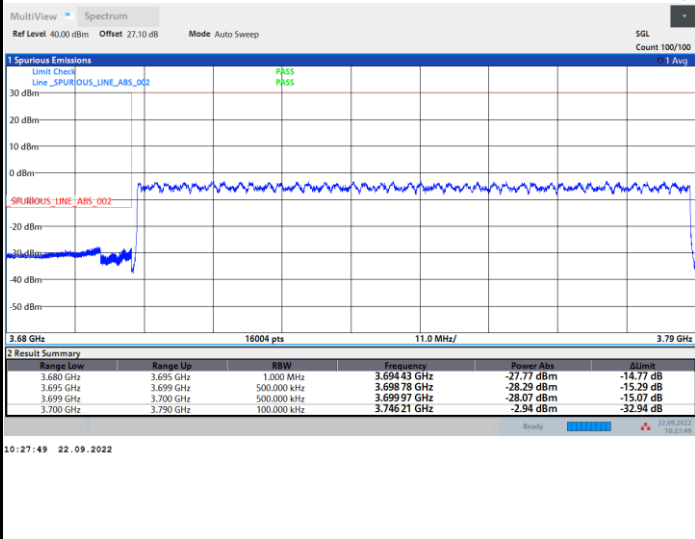 MultiView Spectrum
Ref Level 40.00 dBm Offset 27.10 dB Mode Auto Sweep SGL
Count 100/100
1 Spurious Emissions 1 Avg
Limit Check PASS
Line _SPURIOUS_LINE_ABS_002 PASS
30 dBm
20 dBm
10 dBm
0 dBm
_SPURIOUS_LINE_ABS_002
-20 dBm
-30 dBm
-40 dBm
-50 dBm
3.68 GHz 16004 pts 11.0 MHz/ 3.79 GHz
2 Result Summary
Range Low Range Up RBW Frequency Power Abs ΔLimit
3.680 GHz 3.695 GHz 1.000 MHz 3.694 43 GHz -27.77 dBm -14.77 dB
3.695 GHz 3.699 GHz 500.000 kHz 3.698 78 GHz -28.29 dBm -15.29 dB
3.699 GHz 3.700 GHz 500.000 kHz 3.699 97 GHz -28.07 dBm -15.07 dB
3.700 GHz 3.790 GHz 100.000 kHz 3.746 21 GHz -2.94 dBm -32.94 dB
Ready 22.09.2022
10:27:49
10:27:49 22.09.2022